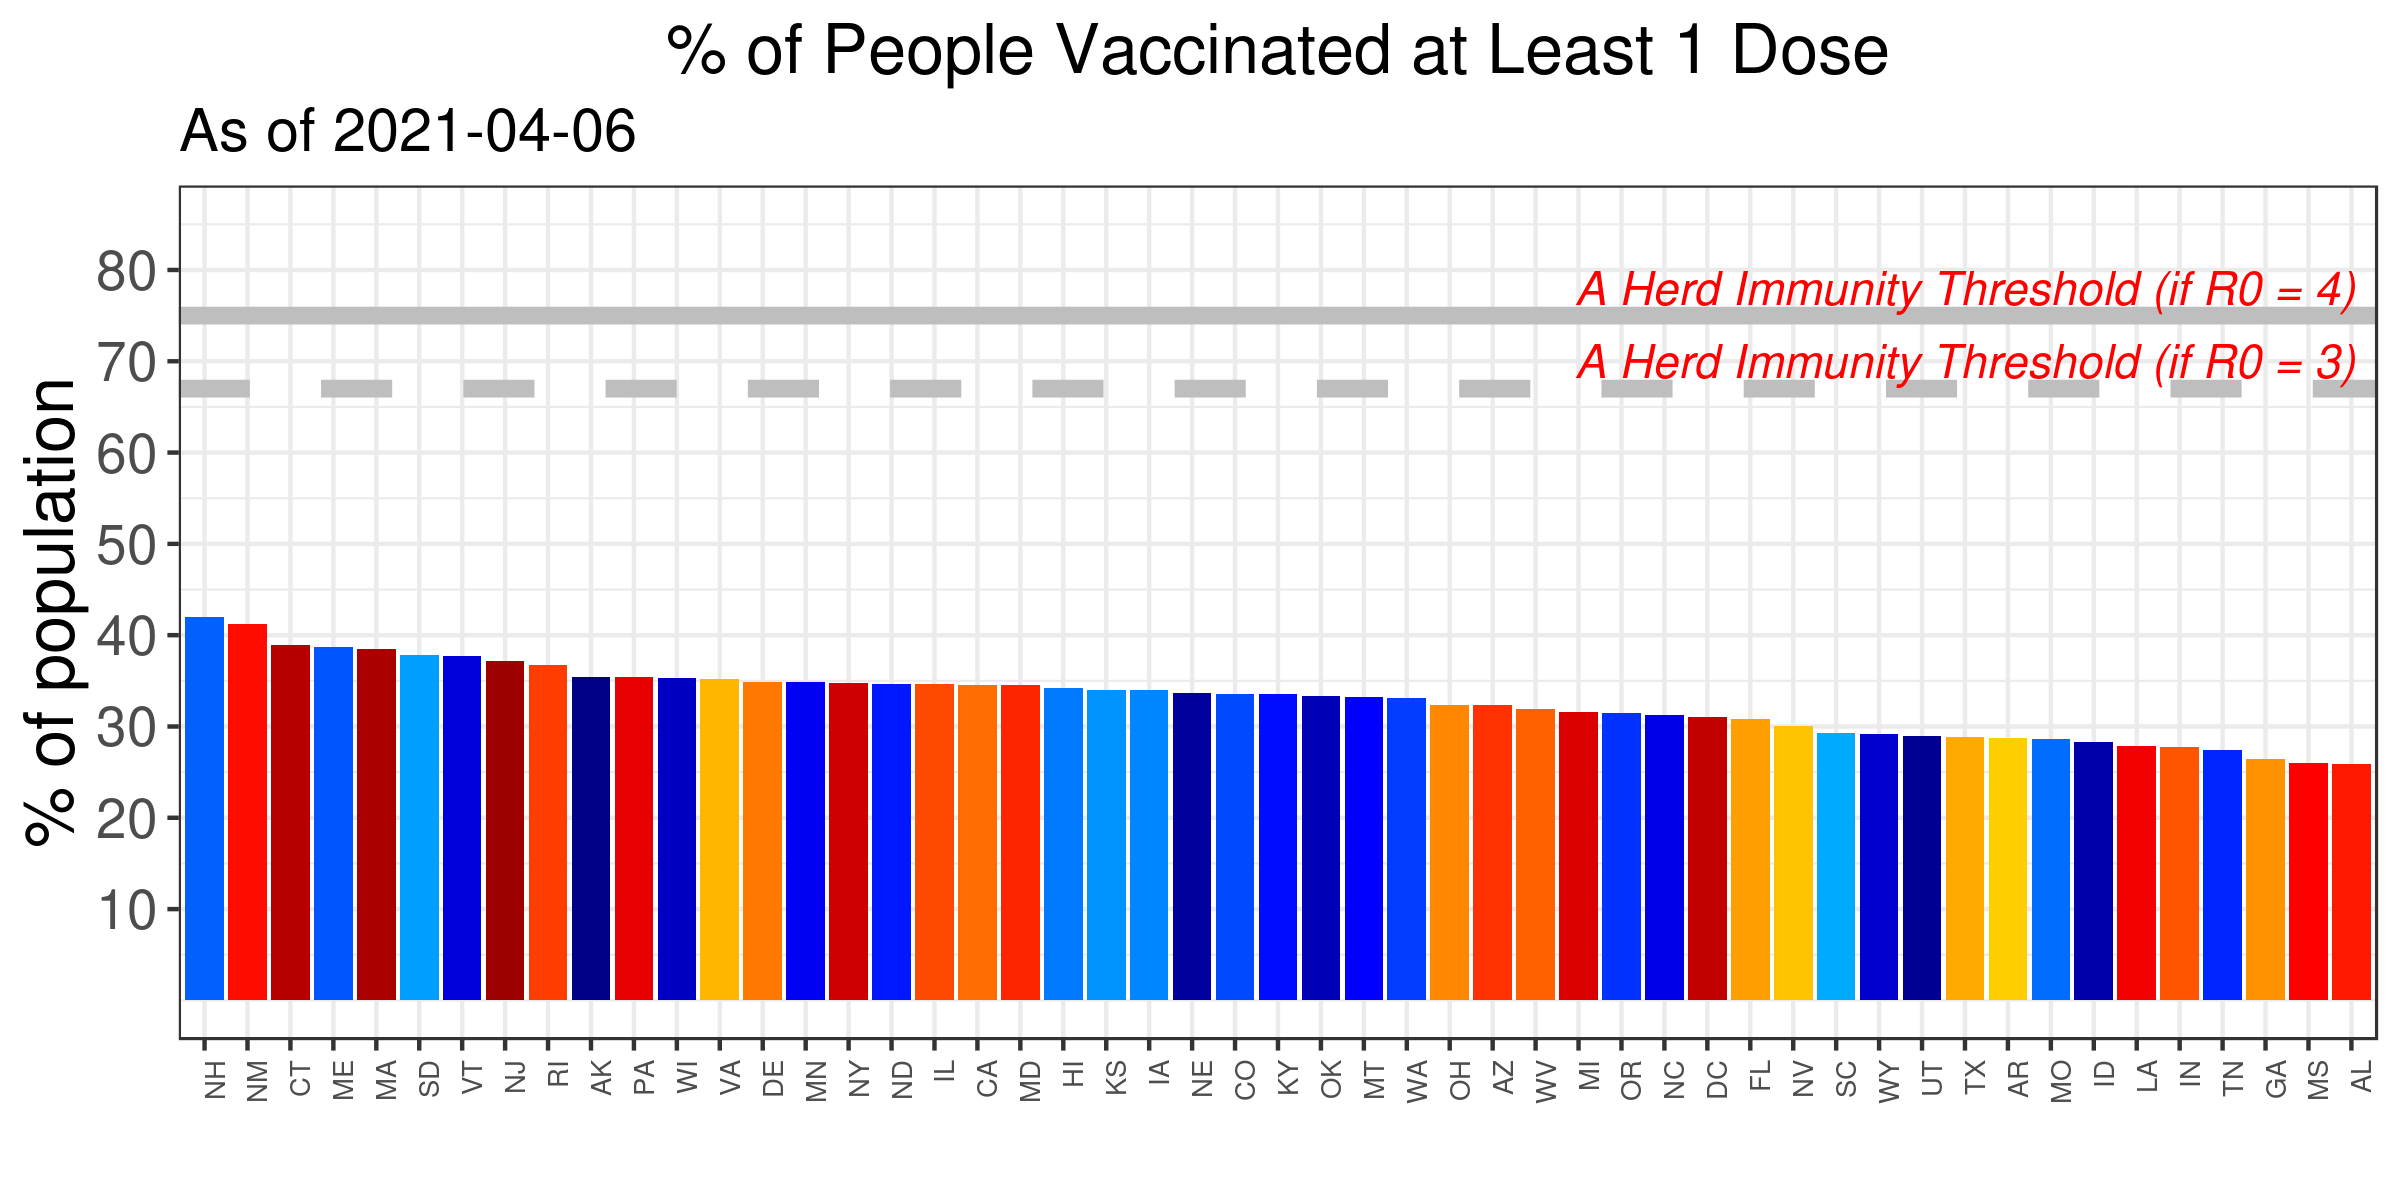 % of People Vaccinated at Least 1 Dose
As of 2021-04-06
% of population
80
70
60
50
40
30
20
10
A Herd Immunity Threshold (if R0 = 4)
A Herd Immunity Threshold (if R0 = 3)
NH NM CT ME MA SD VT NJ RI AK PA WI VA DE MN NY ND IL CA MD HI KS IA NE CO KY OK MT WA OH AZ WV MI OR NC DC FL NV SC WY UT TX AR MO ID LA IN TN GA MS AL